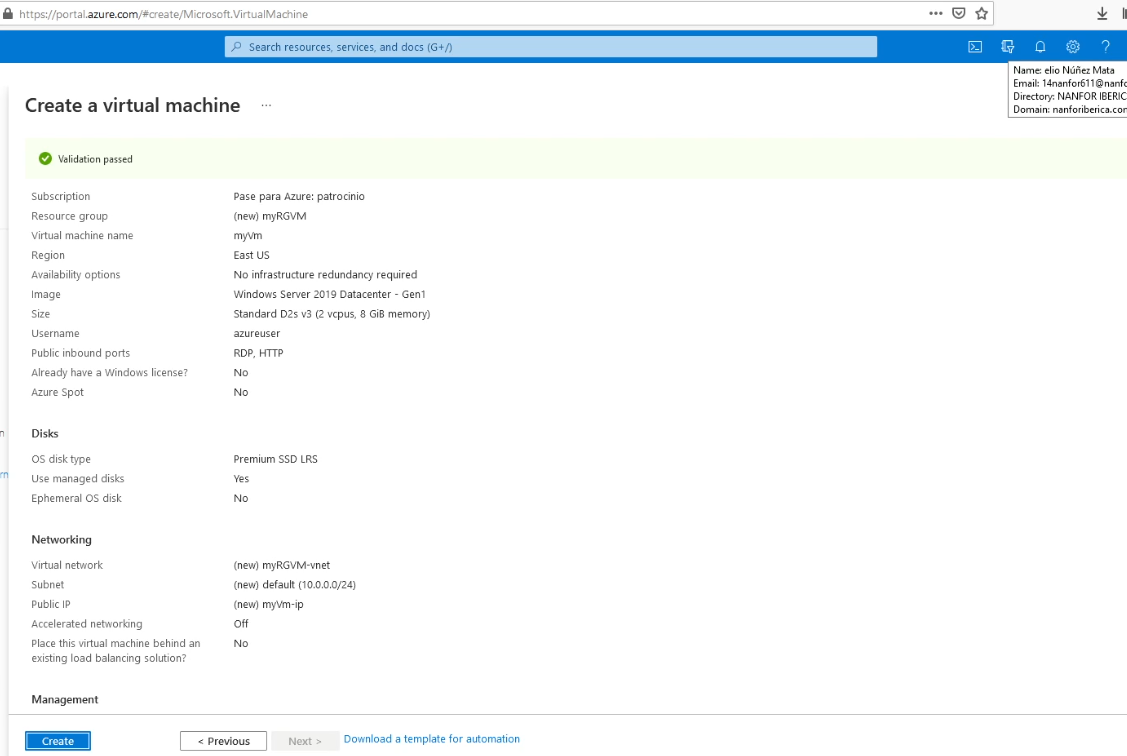 https://portal.azure.com/#create/Microsoft.VirtualMachine
Search resources, services, and docs (G+/)
Name: elio Núñez Mata
Email: 14nanfor611@nanfo
Directory: NANFOR IBERIC
Domain: nanforiberica.con
Create a virtual machine ...
Validation passed
Subscription Pase para Azure: patrocinio
Resource group (new) myRGVM
Virtual machine name myVm
Region East US
Availability options No infrastructure redundancy required
Image Windows Server 2019 Datacenter - Gen1
Size Standard D2s v3 (2 vcpus, 8 GiB memory)
Username azureuser
Public inbound ports RDP, HTTP
Already have a Windows license? No
Azure Spot No
Disks
OS disk type Premium SSD LRS
Use managed disks Yes
Ephemeral OS disk No
Networking
Virtual network (new) myRGVM-vnet
Subnet (new) default (10.0.0.0/24)
Public IP (new) myVm-ip
Accelerated networking Off
Place this virtual machine behind an No
existing load balancing solution?
Management
Create < Previous Next > Download a template for automation